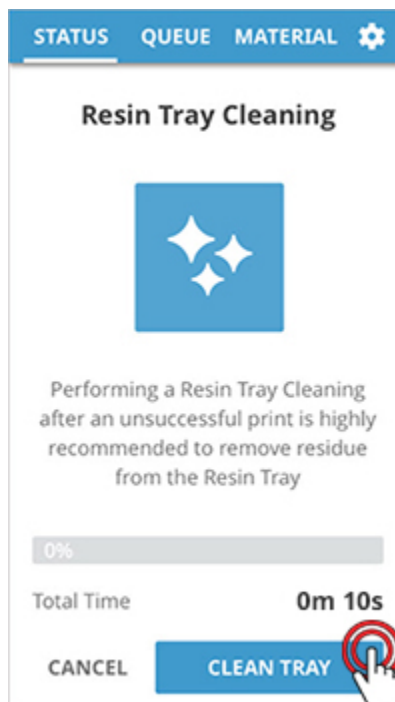 STATUS QUEUE MATERIAL
Resin Tray Cleaning
Performing a Resin Tray Cleaning
after an unsuccessful print is highly
recommended to remove residue
from the Resin Tray
0%
Total Time 0m 10s
CANCEL CLEAN TRAY